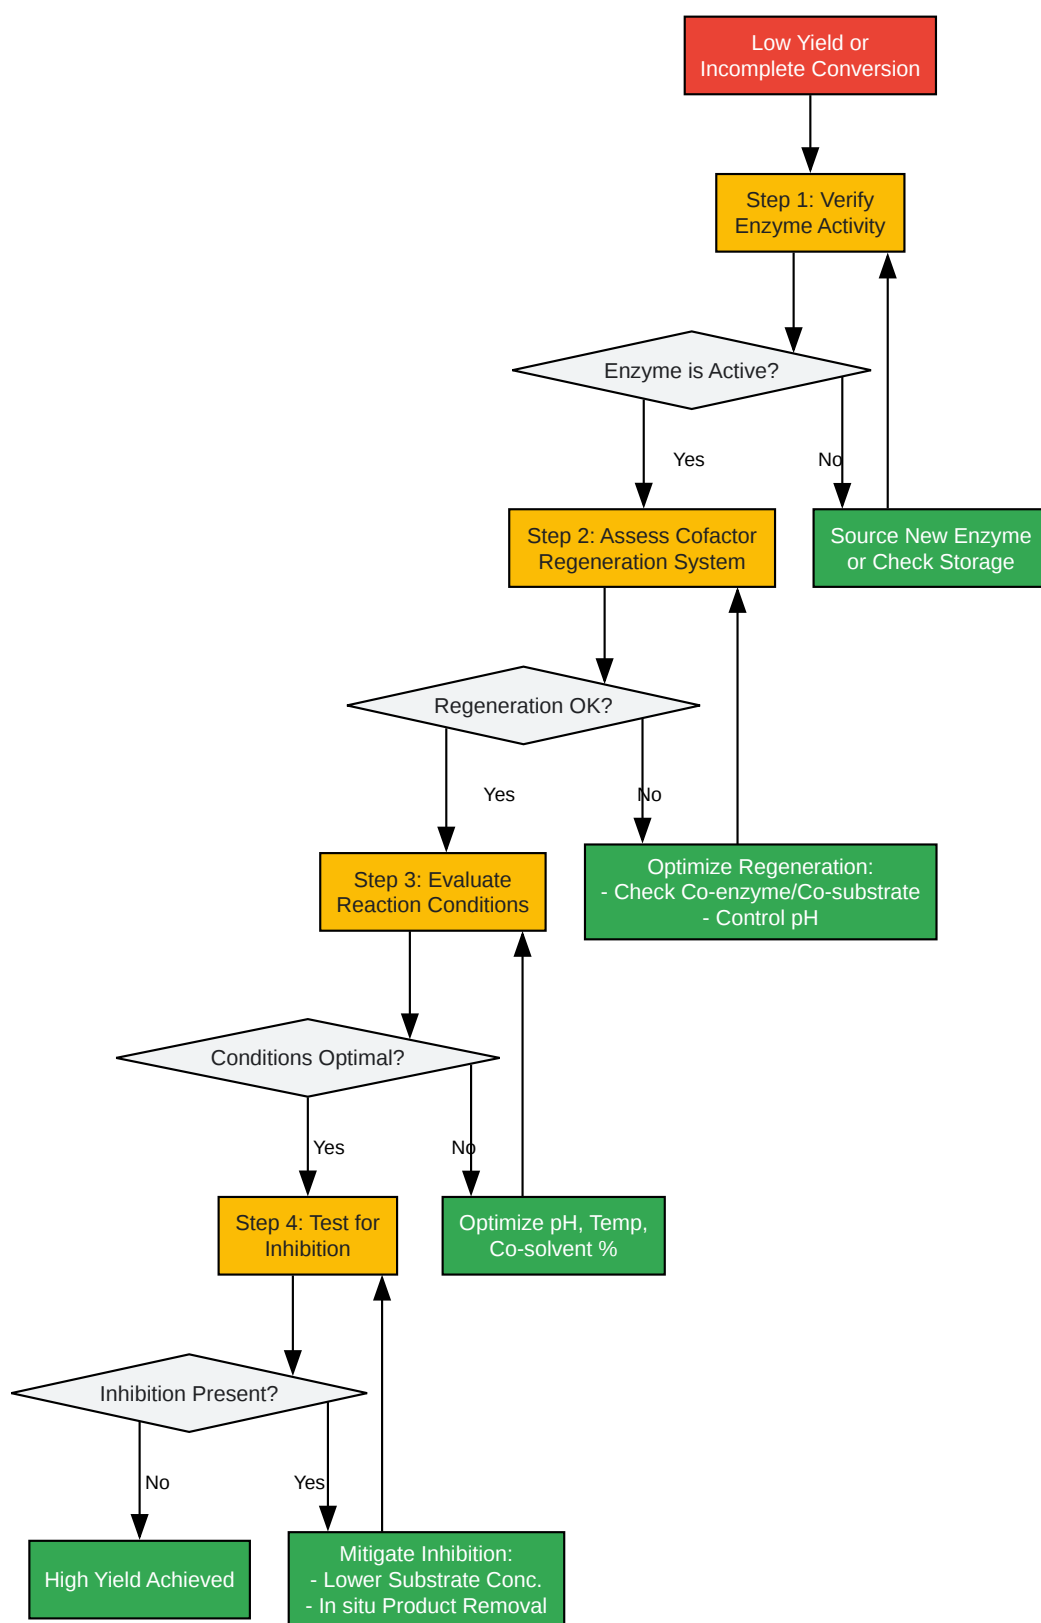 Low Yield or
Incomplete Conversion
Step 1: Verify
Enzyme Activity
Enzyme is Active?
Yes
No
Step 2: Assess Cofactor
Regeneration System
Source New Enzyme
or Check Storage
Regeneration OK?
Yes
No
Step 3: Evaluate
Reaction Conditions
Optimize Regeneration:
- Check Co-enzyme/Co-substrate
- Control pH
Conditions Optimal?
Yes
No
Step 4: Test for
Inhibition
Optimize pH, Temp,
Co-solvent %
Inhibition Present?
No
Yes
High Yield Achieved
Mitigate Inhibition:
- Lower Substrate Conc.
- In situ Product Removal